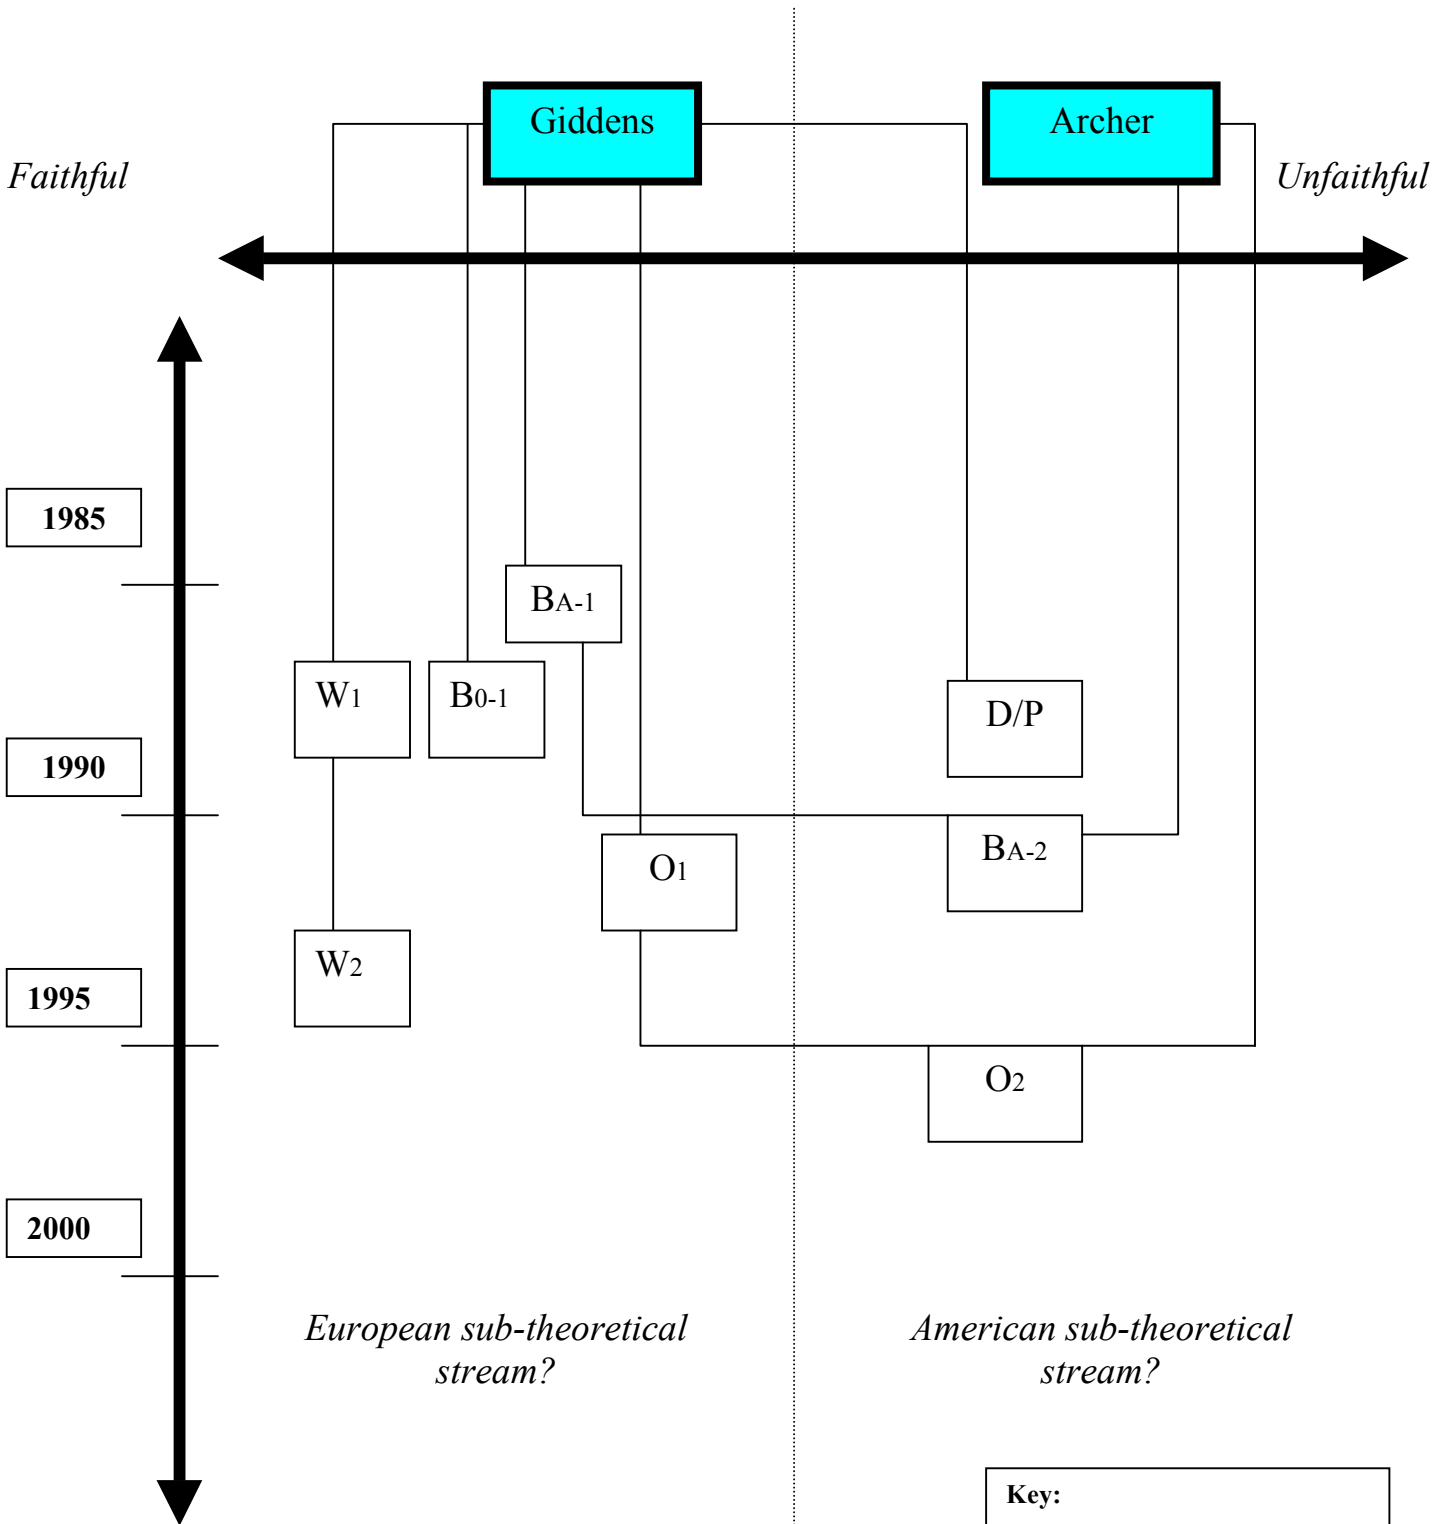 Giddens
Archer
Faithful
Unfaithful
1985
BA-1
W1
B0-1
D/P
1990
BA-2
O1
W2
1995
O2
2000
European sub-theoretical
stream?
American sub-theoretical
stream?
Key: